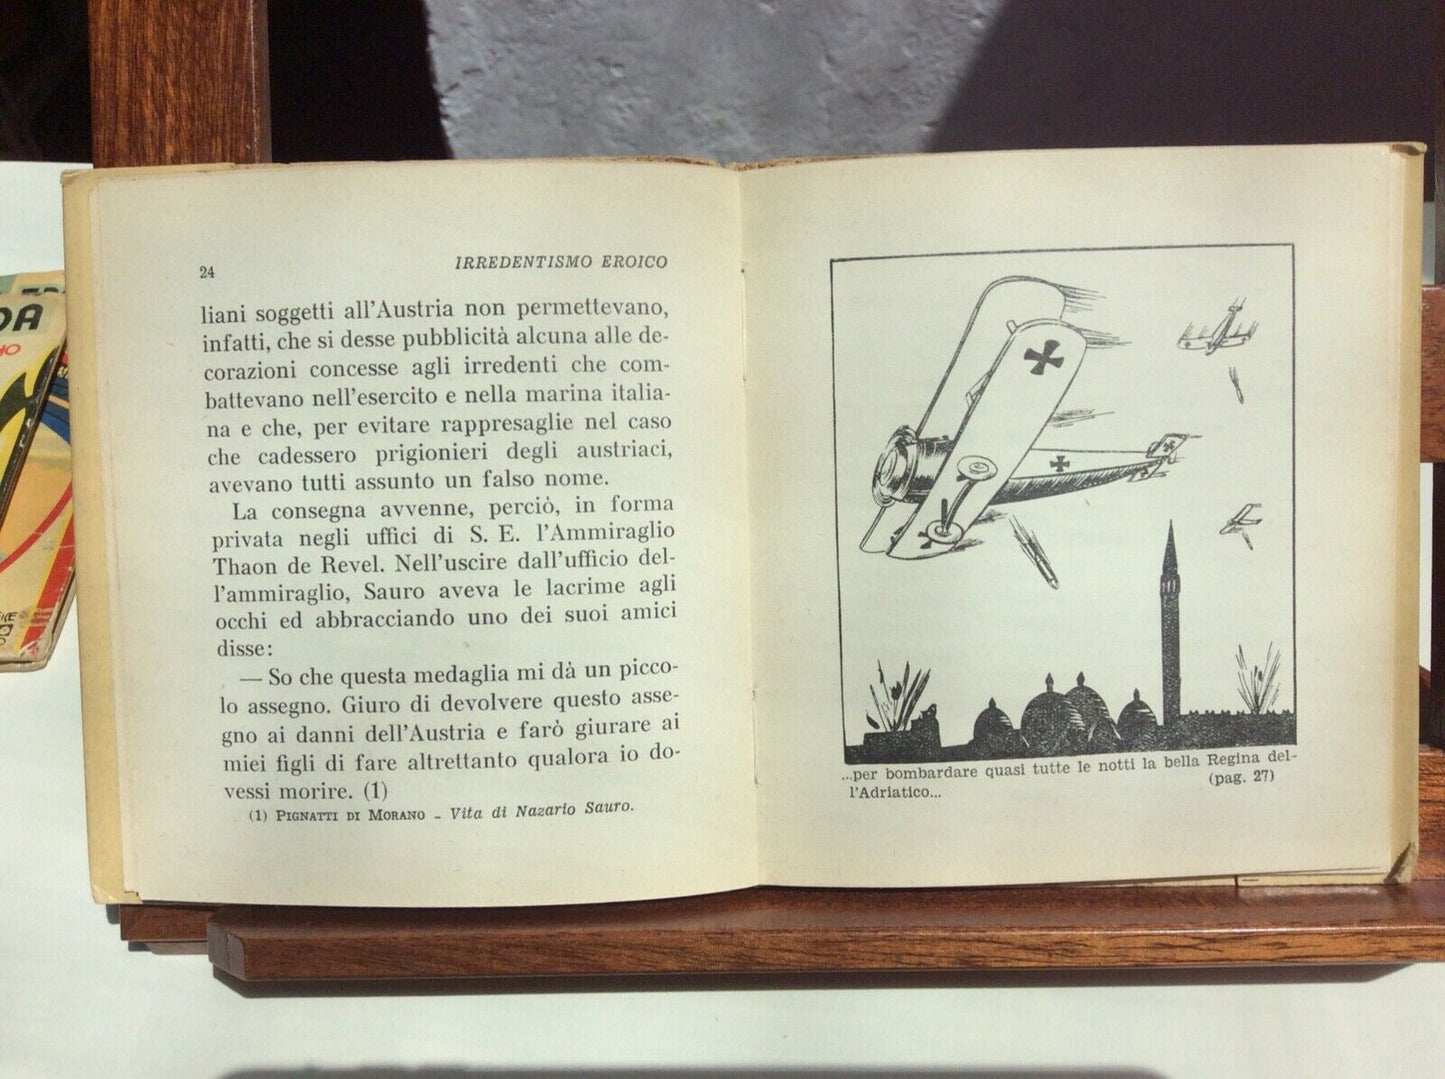 24
IRREDENTISMO EROICO
liani soggetti all'Austria non permettevano,
infatti, che si desse pubblicità alcuna alle de-
corazioni concesse agli irredenti che com-
battevano nell'esercito e nella marina italia-
na e che, per evitare rappresaglie nel caso
che cadessero prigionieri degli austriaci,
avevano tutti assunto un falso nome.
La consegna avvenne, perciò, in forma
privata negli uffici di S. E. l'Ammiraglio
Thaon de Revel. Nell'uscire dall'ufficio del-
l'ammiraglio, Sauro aveva le lacrime agli
occhi ed abbracciando uno dei suoi amici
disse:
— So che questa medaglia mi dà un picco-
lo assegno. Giuro di devolvere questo asse-
gno ai danni dell'Austria e farò giurare ai
miei figli di fare altrettanto qualora io do-
vessi morire. (1)
(1) PIGNATTI DI MORANO - Vita di Nazario Sauro.
...per bombardare quasi tutte le notti la bella Regina del-
l'Adriatico...
(pag. 27)